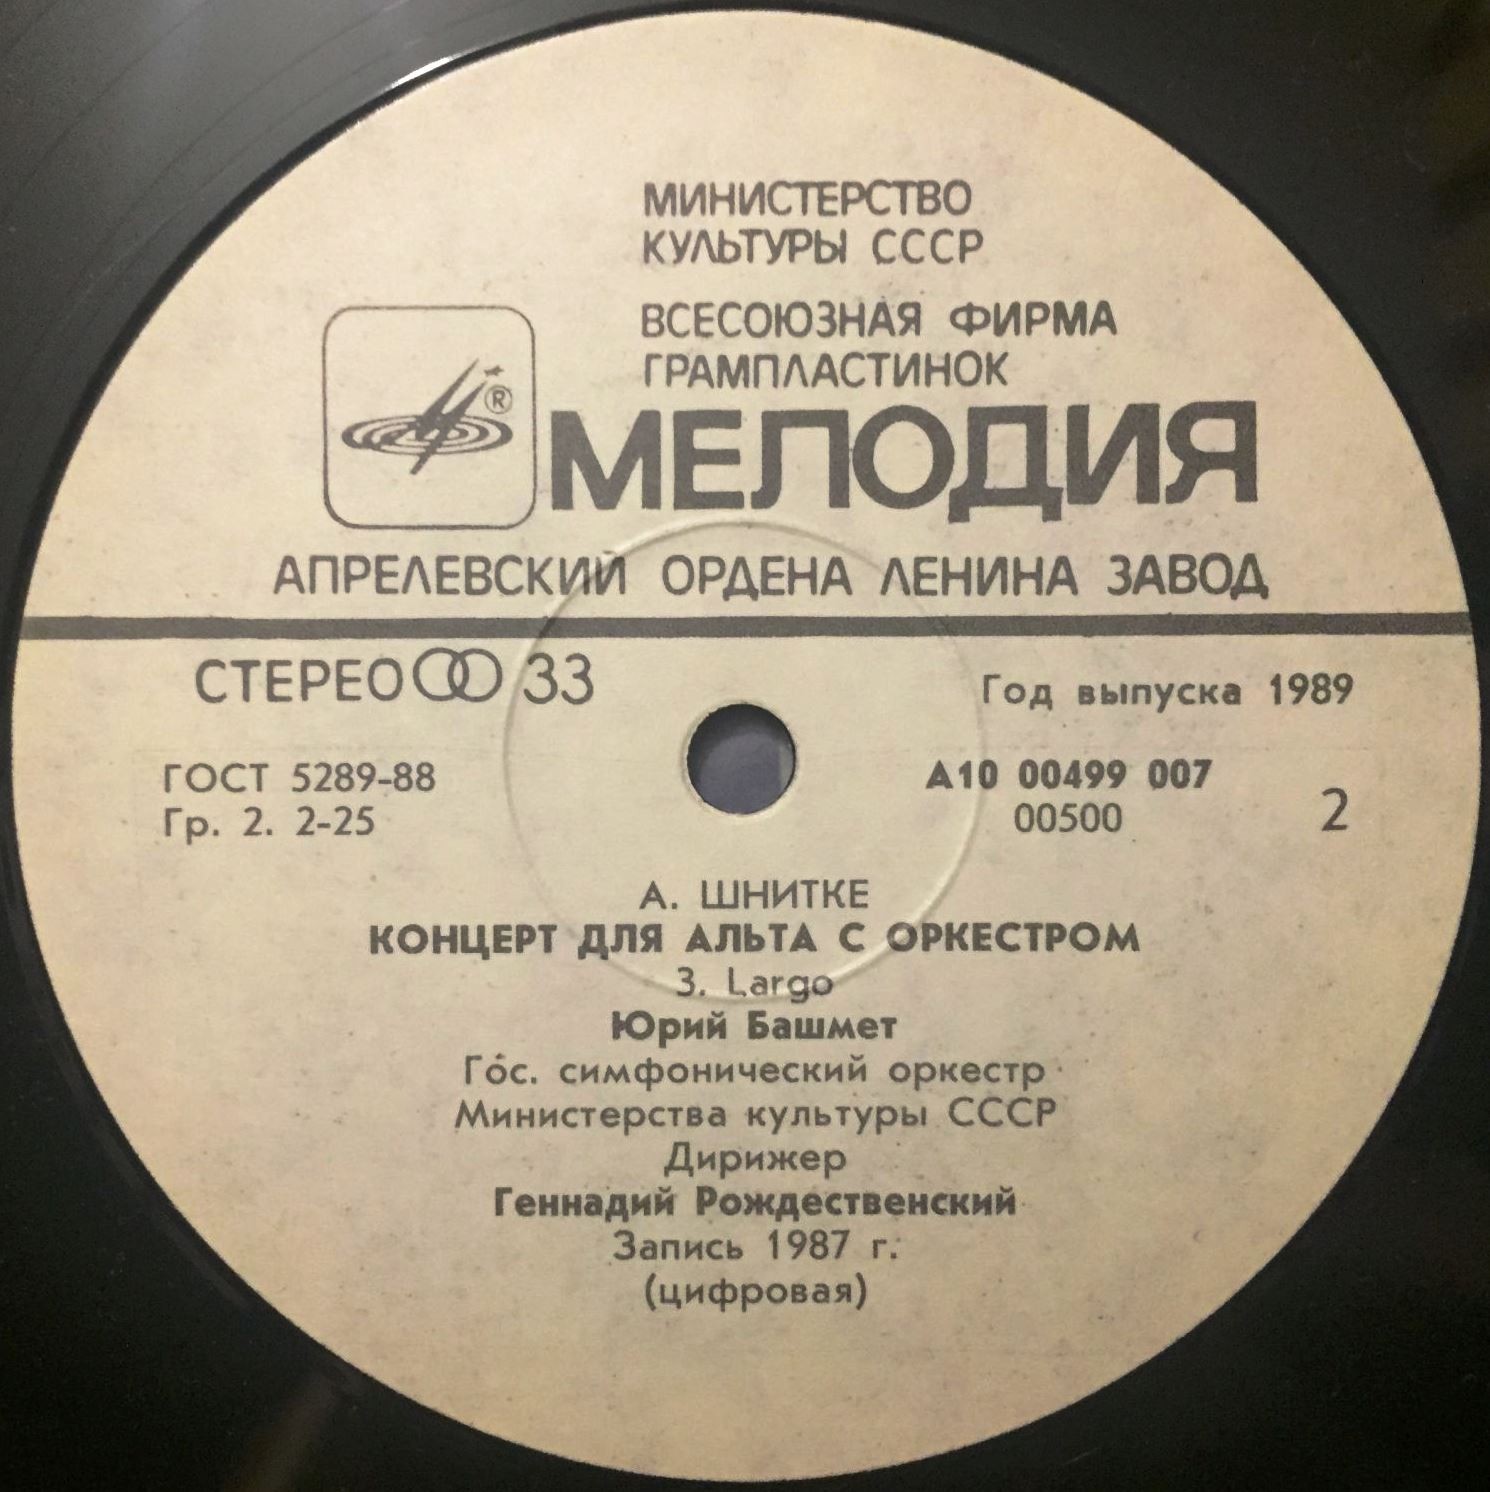 МИНИСТЕРСТВО
КУЛЬТУРЫ СССР
ВСЕСОЮЗНАЯ ФИРМА
ГРАМПЛАСТИНОК
®
МЕЛОДИЯ
АПРЕЛЕВСКИЙ ОРДЕНА ЛЕНИНА ЗАВОД
СТЕРЕО 33
Год выпуска 1989
ГОСТ 5289-88
Гр. 2. 2-25
А10 00499 007
00500
2
А. ШНИТКЕ
КОНЦЕРТ ДЛЯ АЛЬТА С ОРКЕСТРОМ
3. Largo
Юрий Башмет
Гос. симфонический оркестр
Министерства культуры СССР
Дирижер
Геннадий Рождественский
Запись 1987 г.
(цифровая)